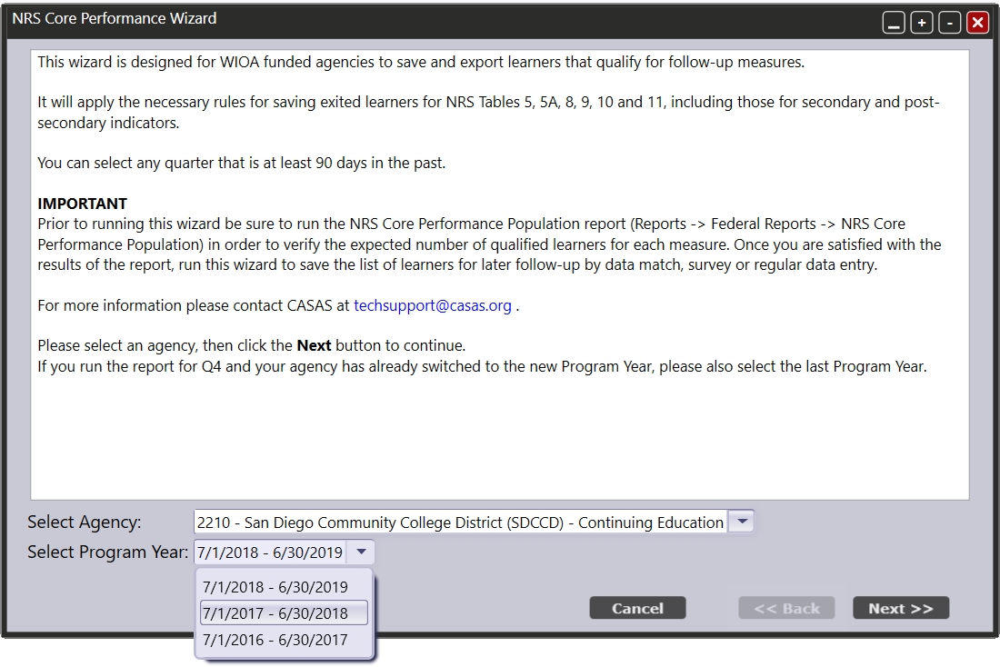 NRS Core Performance Wizard
This wizard is designed for WIOA funded agencies to save and export learners that qualify for follow-up measures.
It will apply the necessary rules for saving exited learners for NRS Tables 5, 5A, 8, 9, 10 and 11, including those for secondary and post-
secondary indicators.
You can select any quarter that is at least 90 days in the past.
IMPORTANT
Prior to running this wizard be sure to run the NRS Core Performance Population report (Reports -> Federal Reports -> NRS Core
Performance Population) in order to verify the expected number of qualified learners for each measure. Once you are satisfied with the
results of the report, run this wizard to save the list of learners for later follow-up by data match, survey or regular data entry.
For more information please contact CASAS at techsupport@casas.org .
Please select an agency, then click the Next button to continue.
If you run the report for Q4 and your agency has already switched to the new Program Year, please also select the last Program Year.
Select Agency: 2210 - San Diego Community College District (SDCCD) - Continuing Education
Select Program Year: 7/1/2018 - 6/30/2019
7/1/2018 - 6/30/2019
7/1/2017 - 6/30/2018
7/1/2016 - 6/30/2017
Cancel << Back Next >>